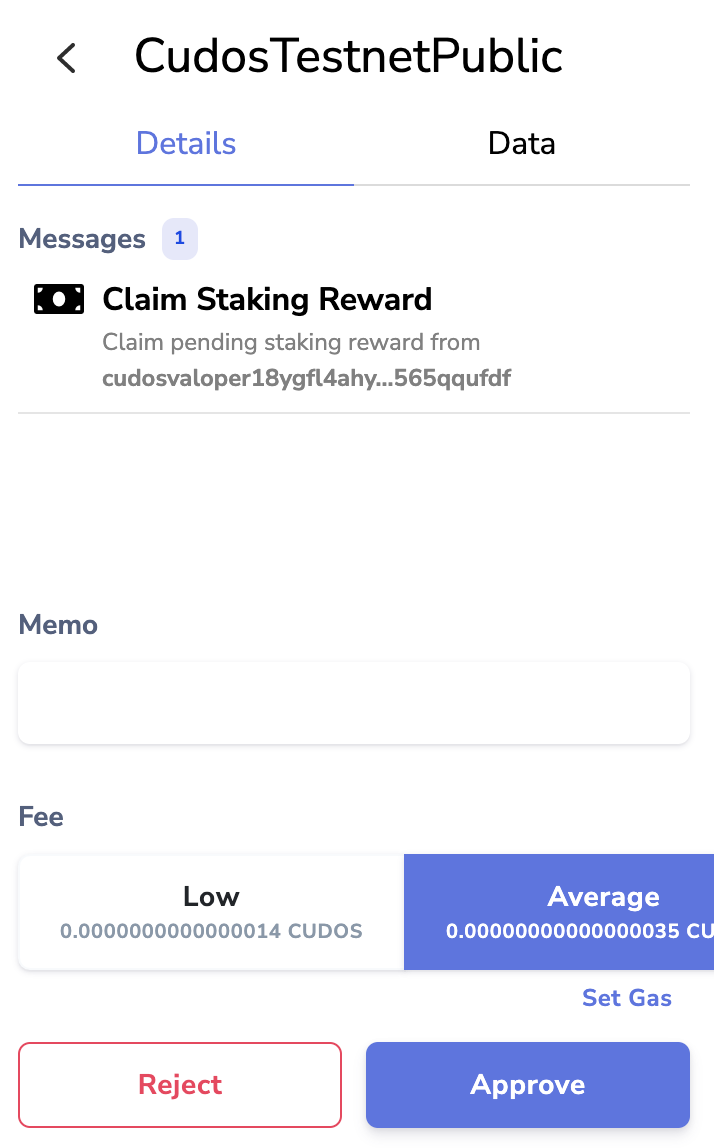 CudosTestnetPublic
Details
Data
Messages 1
Claim Staking Reward
Claim pending staking reward from
cudosvaloper18ygfl4ahy...565qqufdf
Memo
Fee
Low
0.0000000000000014 CUDOS
Average
0.00000000000000035 CU
Set Gas
Reject
Approve